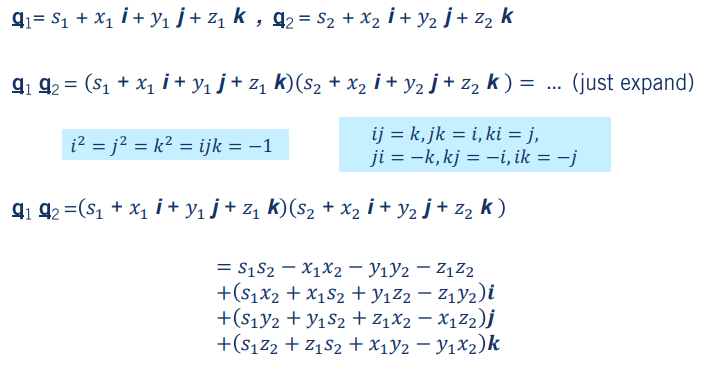 q₁= s₁ + x₁ i + y₁ j + z₁ k , q₂ = s₂ + x₂ i + y₂ j + z₂ k
q₁ q₂ = (s₁ + x₁ i + y₁ j + z₁ k)(s₂ + x₂ i + y₂ j + z₂ k ) = ... (just expand)
i² = j² = k² = ijk = −1
ij = k, jk = i, ki = j,
ji = −k, kj = −i, ik = −j
q₁ q₂ =(s₁ + x₁ i + y₁ j + z₁ k)(s₂ + x₂ i + y₂ j + z₂ k )
= s₁s₂ − x₁x₂ − y₁y₂ − z₁z₂
+(s₁x₂ + x₁s₂ + y₁z₂ − z₁y₂)i
+(s₁y₂ + y₁s₂ + z₁x₂ − x₁z₂)j
+(s₁z₂ + z₁s₂ + x₁y₂ − y₁x₂)k